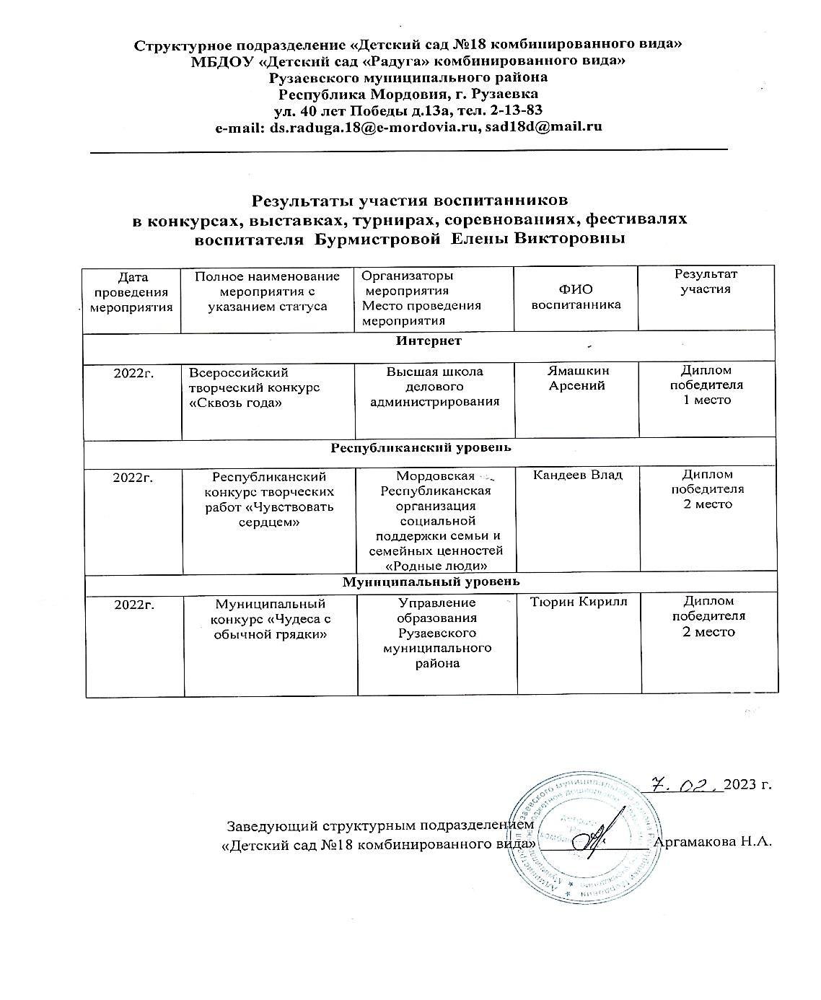 Структурное подразделение «Детский сад №18 комбинированного вида»
МБДОУ «Детский сад «Радуга» комбинированного вида»
Рузаевского муниципального района
Республика Мордовия, г. Рузаевка
ул. 40 лет Победы д.13а, тел. 2-13-83
e-mail: ds.raduga.18@e-mordovia.ru, sad18d@mail.ru
Результаты участия воспитанников
в конкурсах, выставках, турнирах, соревнованиях, фестивалях
воспитателя Бурмистровой Елены Викторовны
Дата
проведения
мероприятия
Полное наименование
мероприятия с
указанием статуса
Организаторы
мероприятия
Место проведения
мероприятия
ФИО
воспитанника
Результат
участия
Интернет
2022г.
Всероссийский
творческий конкурс
«Сквозь года»
Высшая школа
делового
администрирования
Ямашкин
Арсений
Диплом
победителя
1 место
Республиканский уровень
2022г.
Республиканский
конкурс творческих
работ «Чувствовать
сердцем»
Мордовская
Республиканская
организация
социальной
поддержки семьи и
семейных ценностей
«Родные люди»
Кандеев Влад
Диплом
победителя
2 место
Муниципальный уровень
2022г.
Муниципальный
конкурс «Чудеса с
обычной грядки»
Управление
образования
Рузаевского
муниципального
района
Тюрин Кирилл
Диплом
победителя
2 место
7. 02. 2023 г.
Заведующий структурным подразделением
«Детский сад №18 комбинированного вида» Аргамакова Н.А.